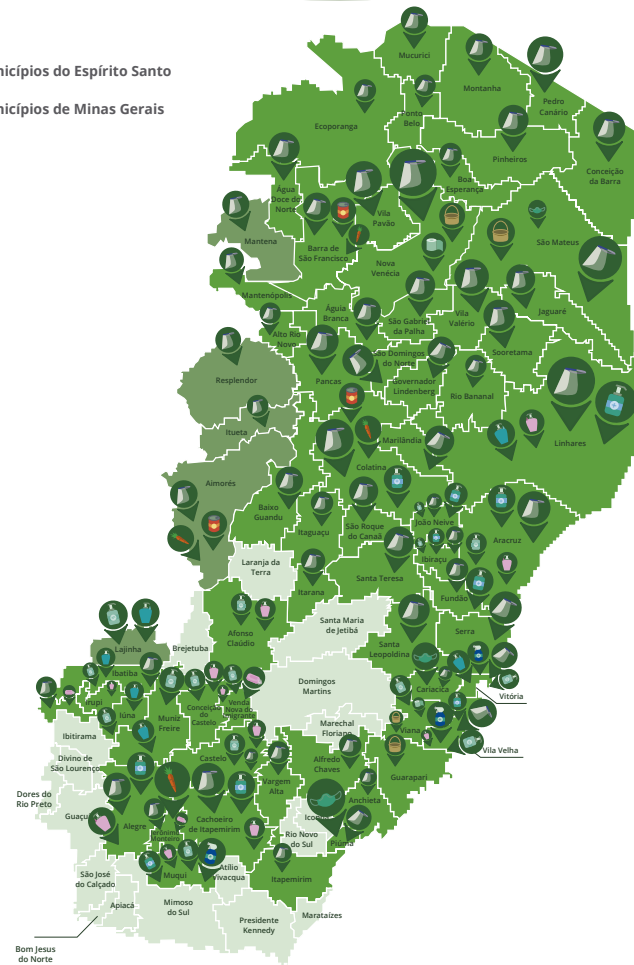 nicípios do Espírito Santo
nicípios de Minas Gerais
Mucurici
Montanha
Pedro
Canário
Ponto
Belo
Ecoporanga
Pinheiros
Conceição
da Barra
Água
Doce do
Norte
Boa
Esperança
Vila
Pavão
Mantena
Barra de
São Francisco
São Mateus
Nova
Venécia
Mantenópolis
Água
Branca
São Gabriel
da Palha
Vila
Valério
Jaguaré
Alto Rio
Novo
São Domingos
do Norte
Sooretama
Resplendor
Pancas
Governador
Lindenberg
Rio Bananal
Itueta
Marilândia
Linhares
Colatina
Aimorés
Baixo
Guandu
Itaguaçu
São Roque
do Canaã
João Neive
Aracruz
Ibiraçu
Laranja da
Terra
Itarana
Santa Teresa
Fundão
Santa Maria
de Jetibá
Afonso
Claúdio
Serra
Lajinha
Brejetuba
Santa
Leopoldina
Ibatiba
Domingos
Martins
Cariacica
Vitória
Irupi
Iúna
Conceição
do
Castelo
Venda
Nova do
Imigrante
Muniz
Freire
Marechal
Floriano
Viana
Ibitirama
Vila Velha
Divino de
São Lourenço
Castelo
Alfredo
Chaves
Guarapari
Vargem
Alta
Dores do
Rio Preto
Anchieta
Guaçu
Alegre
Cachoeiro
de Itapemirim
Jerônimo
Monteiro
Rio Novo
do Sul
Piúma
São José
do Calçado
Muqui
Atílio
Vivacqua
Itapemirim
Apiacá
Mimoso
do Sul
Presidente
Kennedy
Marataízes
Bom Jesus
do Norte